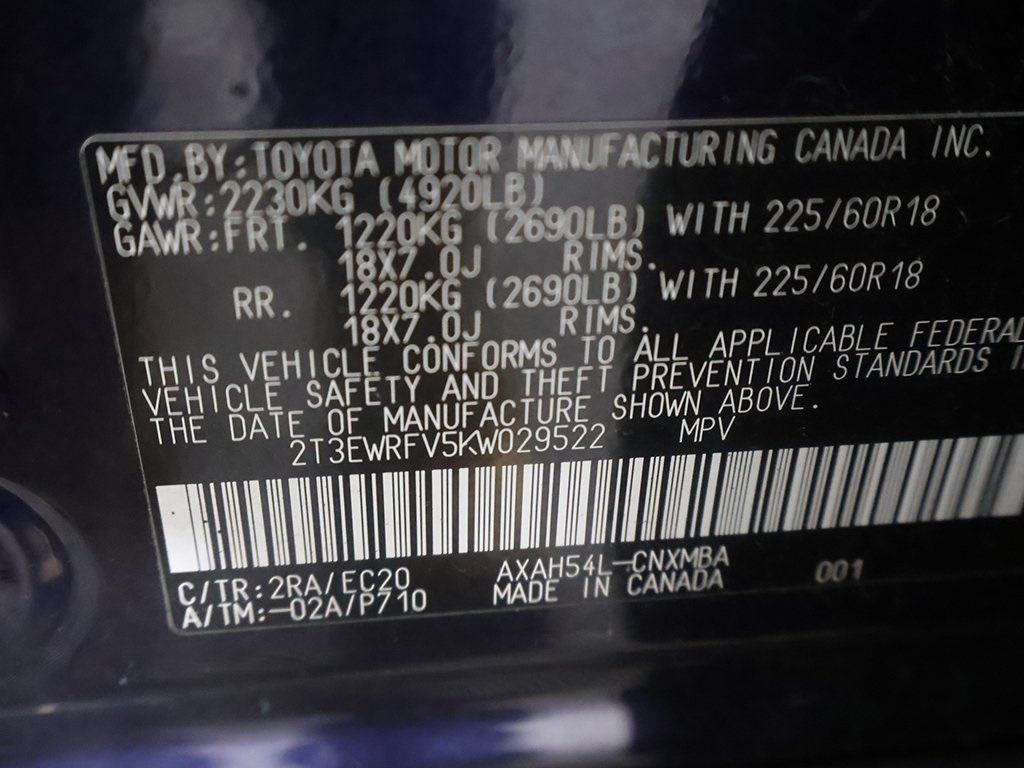 MFD.BY:TOYOTA MOTOR MANUFACTURING CANADA INC.
GVWR:2230KG (4920LB)
GAWR:FRT. 1220KG (2690LB) WITH 225/60R18
18X7.0J RIMS.
RR. 1220KG (2690LB) WITH 225/60R18
18X7.0J RIMS.
THIS VEHICLE CONFORMS TO ALL APPLICABLE FEDERAL
VEHICLE SAFETY AND THEFT PREVENTION STANDARDS
THE DATE OF MANUFACTURE SHOWN ABOVE.
2T3EWRFV5KW029522 MPV
C/TR:2RA/EC20 AXAH54L-CNXMBA 001
A/TM:-02A/P710 MADE IN CANADA